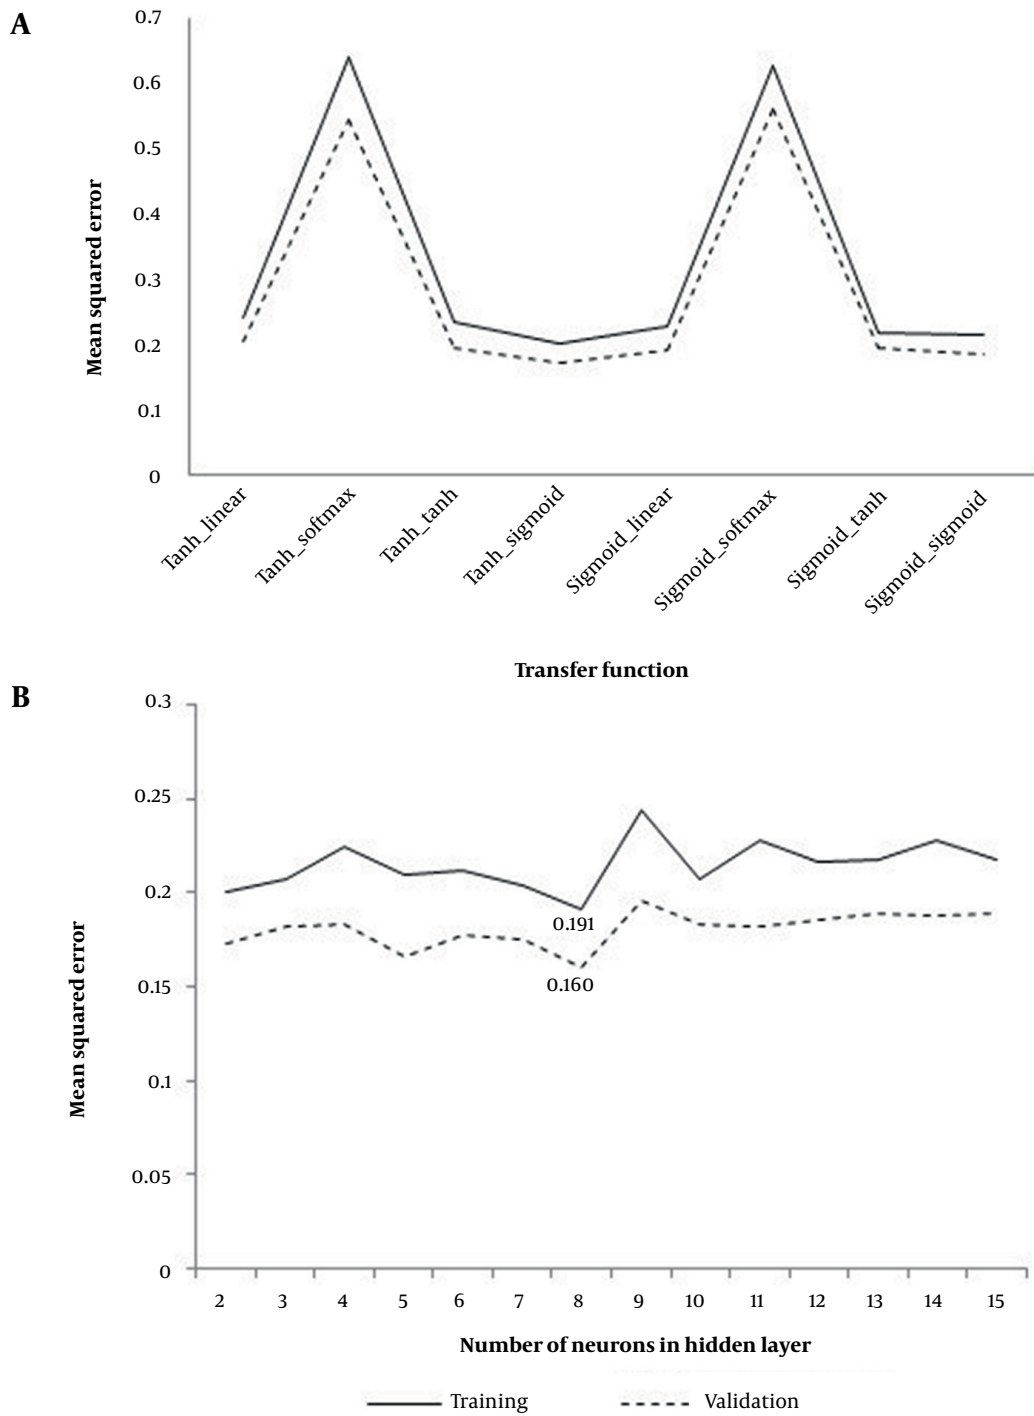 A
Mean squared error
0.7
0.6
0.5
0.4
0.3
0.2
0.1
0
Tanh_linear
Tanh_softmax
Tanh_tanh
Tanh_sigmoid
Sigmoid_linear
Sigmoid_softmax
Sigmoid_tanh
Sigmoid_sigmoid
Transfer function
B
Mean squared error
0.3
0.25
0.2
0.15
0.1
0.05
0
0.191
0.160
2 3 4 5 6 7 8 9 10 11 12 13 14 15
Number of neurons in hidden layer
Training Validation